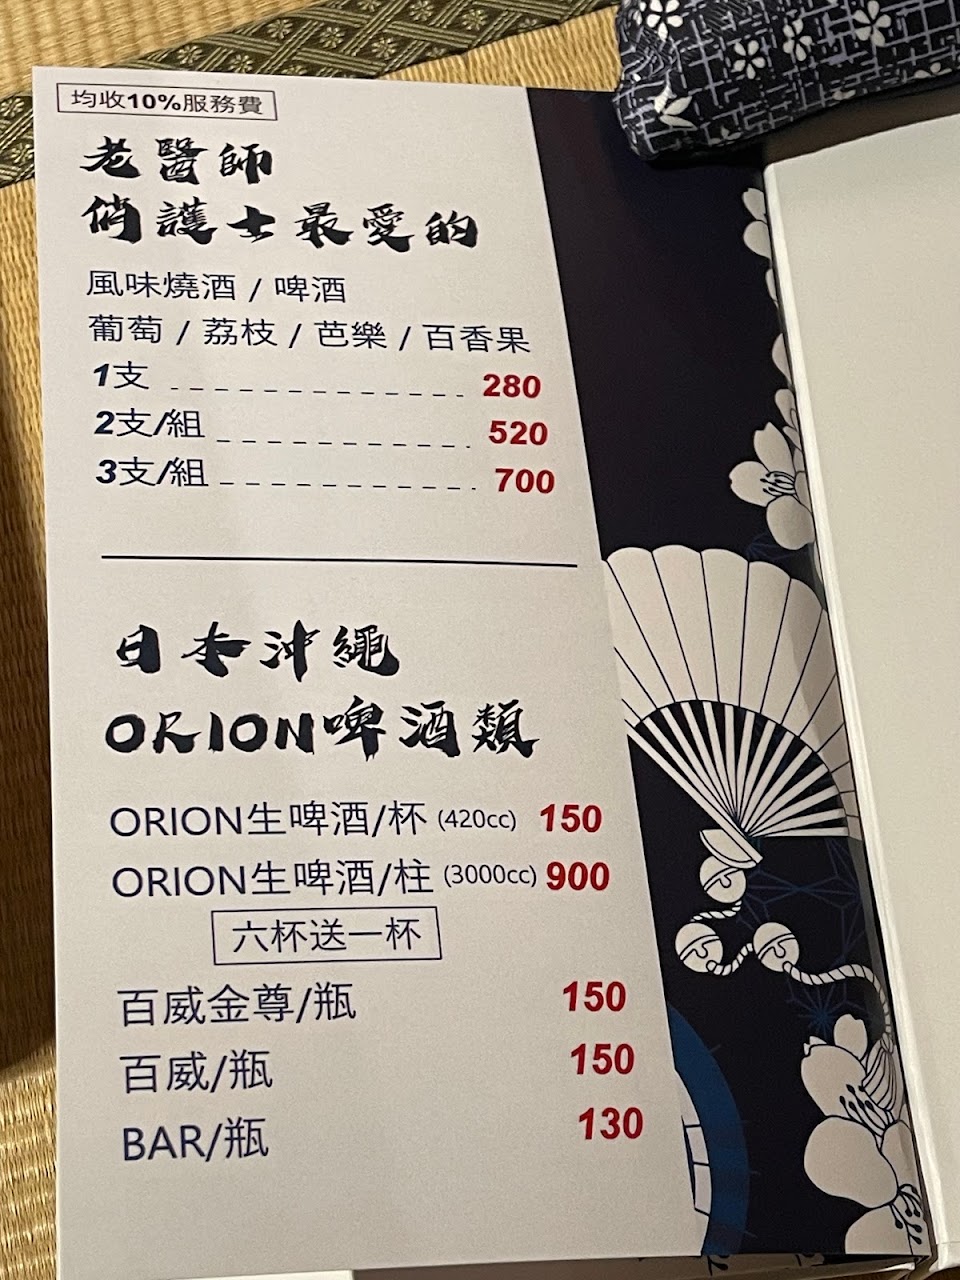 均收10%服務費
老醫師
俏護士最愛的
風味燒酒 / 啤酒
葡萄 / 荔枝 / 芭樂 / 百香果
1支 280
2支/組 520
3支/組 700
日本沖繩
ORION啤酒類
ORION生啤酒/杯 (420cc) 150
ORION生啤酒/柱 (3000cc) 900
六杯送一杯
百威金尊/瓶 150
百威/瓶 150
BAR/瓶 130